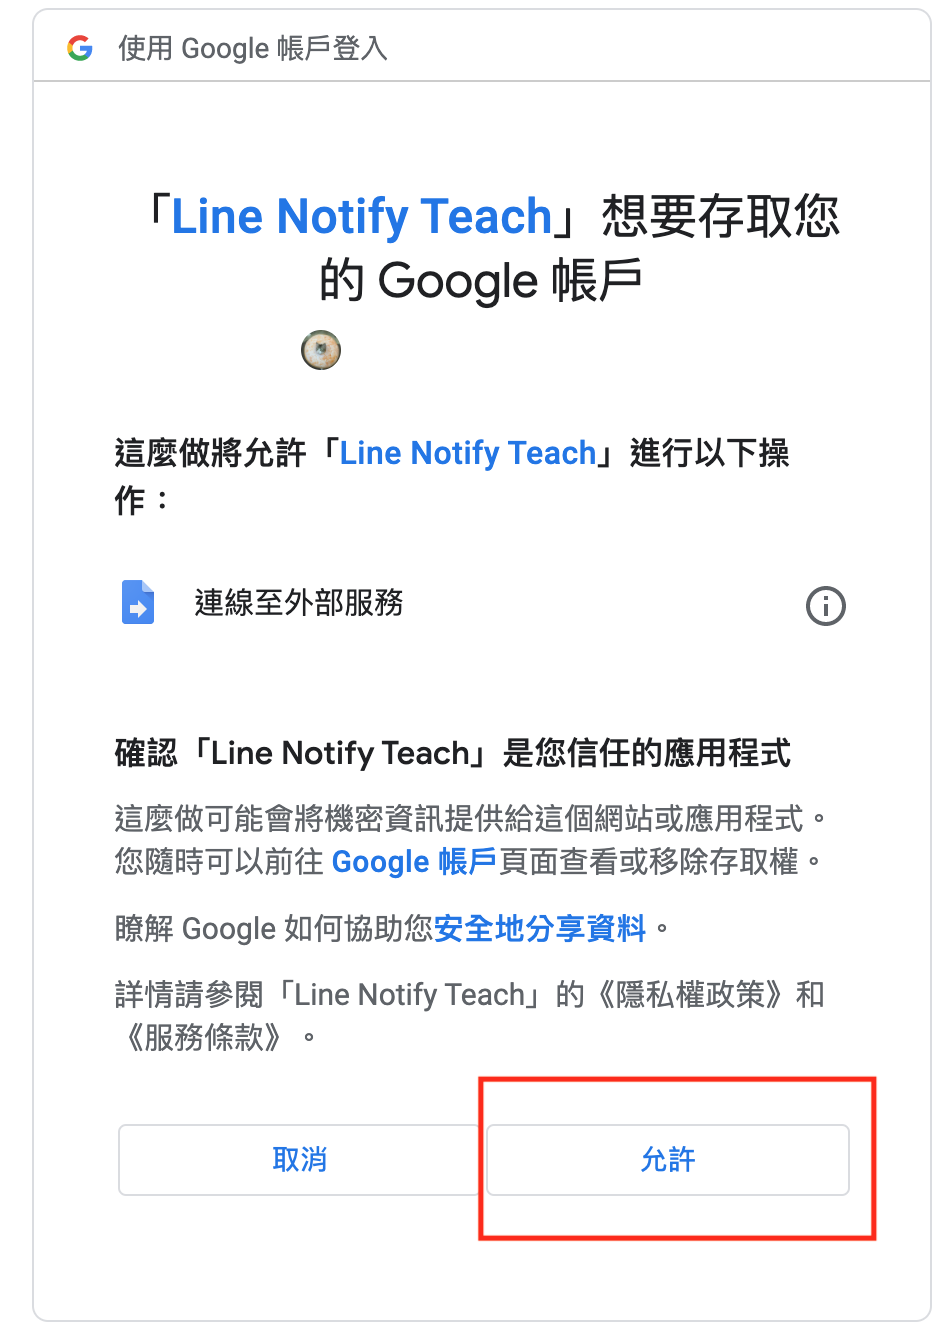 使用 Google 帳戶登入
「Line Notify Teach」想要存取您
的 Google 帳戶
這麼做將允許「Line Notify Teach」進行以下操
作：
連線至外部服務
確認「Line Notify Teach」是您信任的應用程式
這麼做可能會將機密資訊提供給這個網站或應用程式。
您隨時可以前往 Google 帳戶頁面查看或移除存取權。
瞭解 Google 如何協助您安全地分享資料。
詳情請參閱「Line Notify Teach」的《隱私權政策》和
《服務條款》。
取消
允許